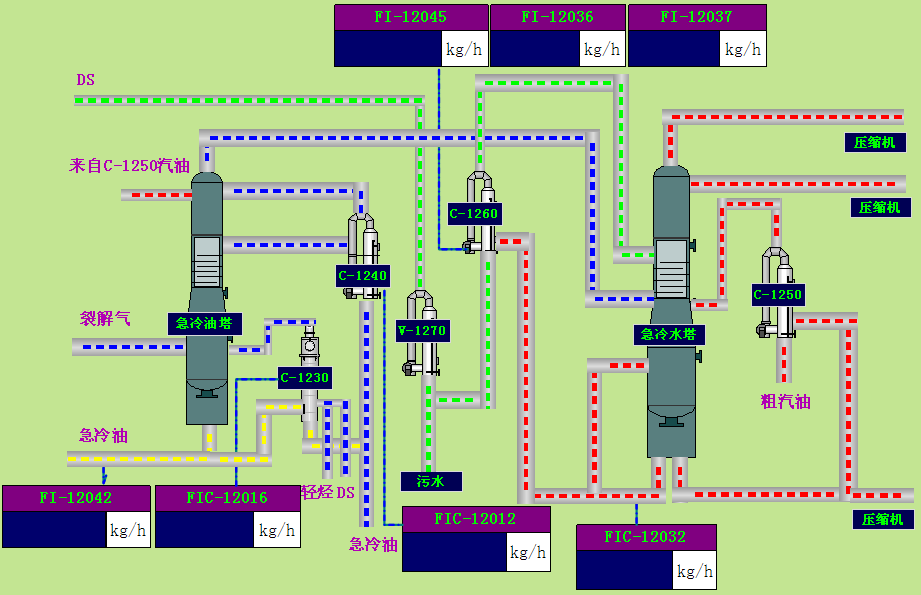 FI-12045
FI-12036
FI-12037
kg/h
kg/h
kg/h
DS
压缩机
来自C-1250汽油
压缩机
C-1260
C-1240
C-1250
裂解气
急冷油塔
V-1270
急冷水塔
C-1230
粗汽油
急冷油
污水
轻烃
DS
FI-12042
FIC-12016
kg/h
kg/h
FIC-12012
压缩机
急冷油
kg/h
FIC-12032
kg/h